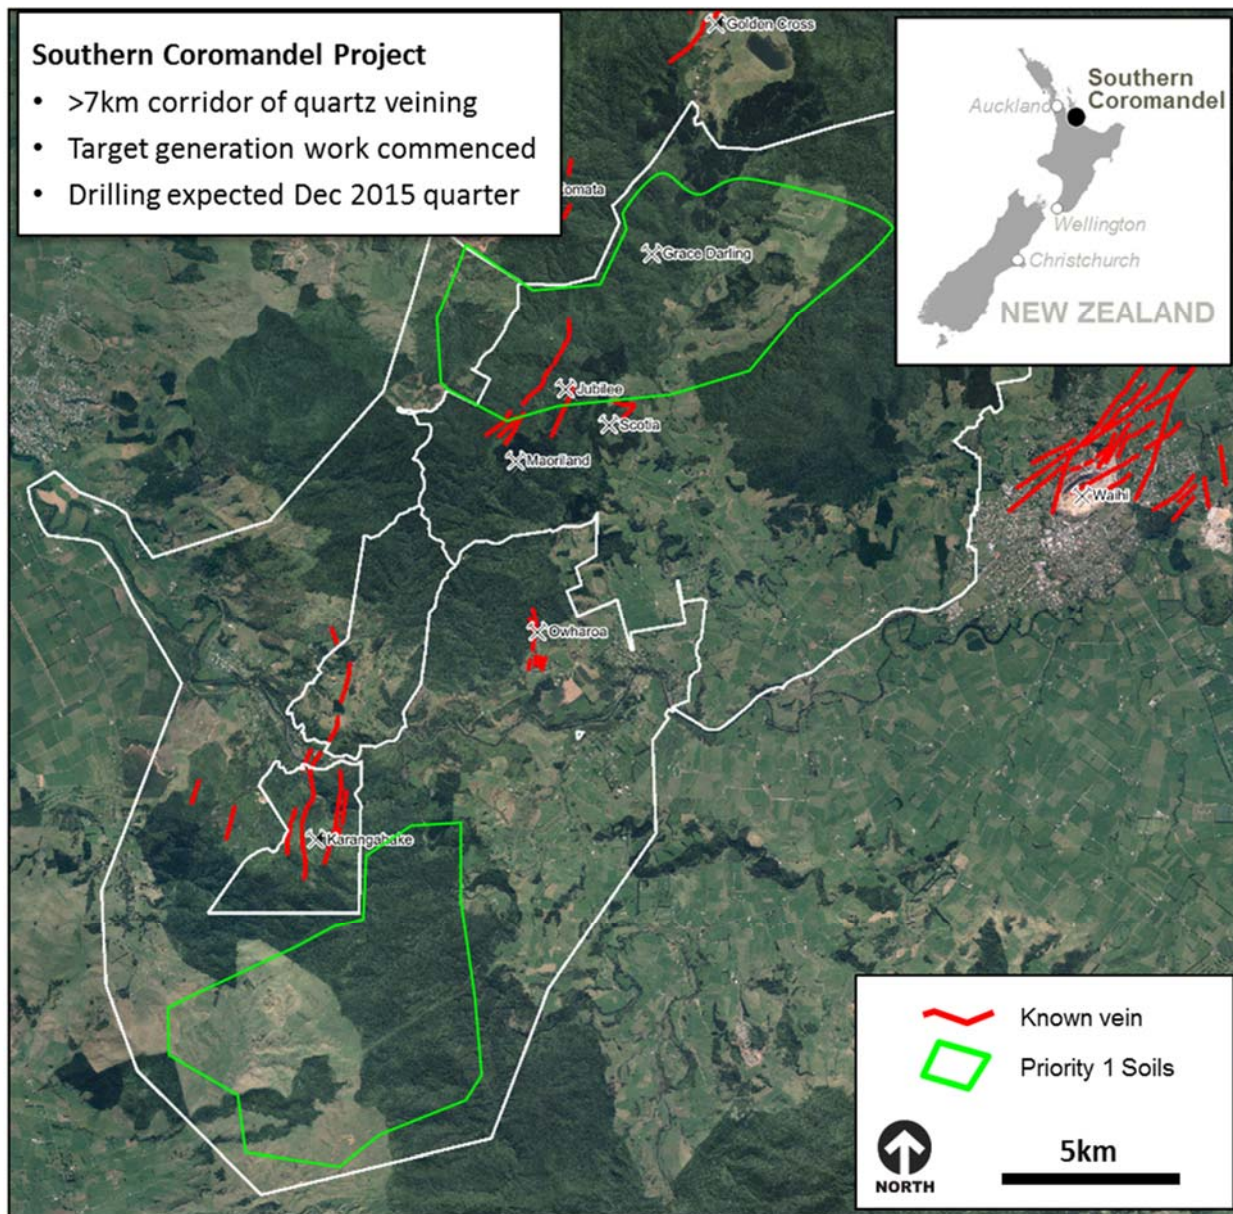 Southern Coromandel Project
• >7km corridor of quartz veining
• Target generation work commenced
• Drilling expected Dec 2015 quarter
Golden Cross
Southern
Coromandel
Auckland
Wellington
Christchurch
NEW ZEALAND
omata
Grace Darling
Jubilee
Scotia
Maoriland
Waihi
Owharoa
Karangahake
Known vein
Priority 1 Soils
NORTH
5km